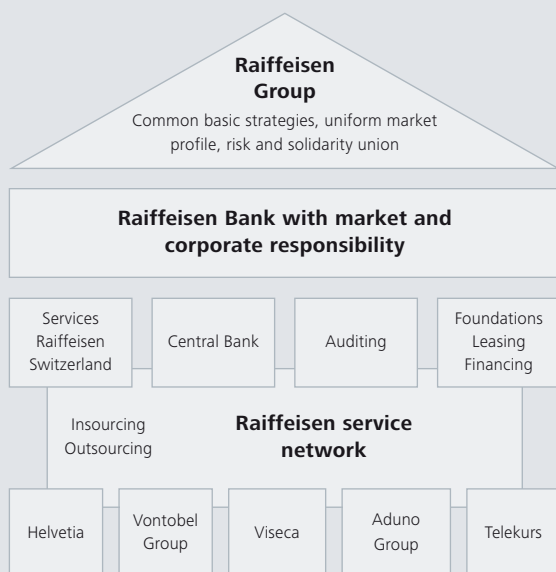 Raiffeisen
Group
Common basic strategies, uniform market
profile, risk and solidarity union
Raiffeisen Bank with market and
corporate responsibility
Services
Raiffeisen
Switzerland
Central Bank
Auditing
Foundations
Leasing
Financing
Insourcing
Outsourcing
Raiffeisen service
network
Helvetia
Vontobel
Group
Viseca
Aduno
Group
Telekurs